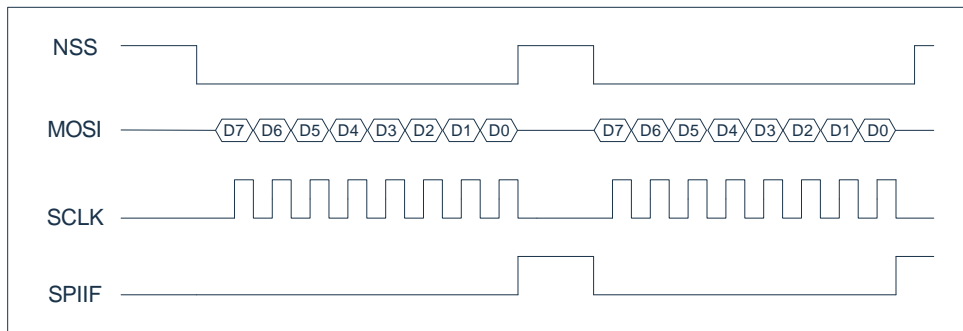 NSS
MOSI D7 D6 D5 D4 D3 D2 D1 D0 D7 D6 D5 D4 D3 D2 D1 D0
SCLK
SPIIF